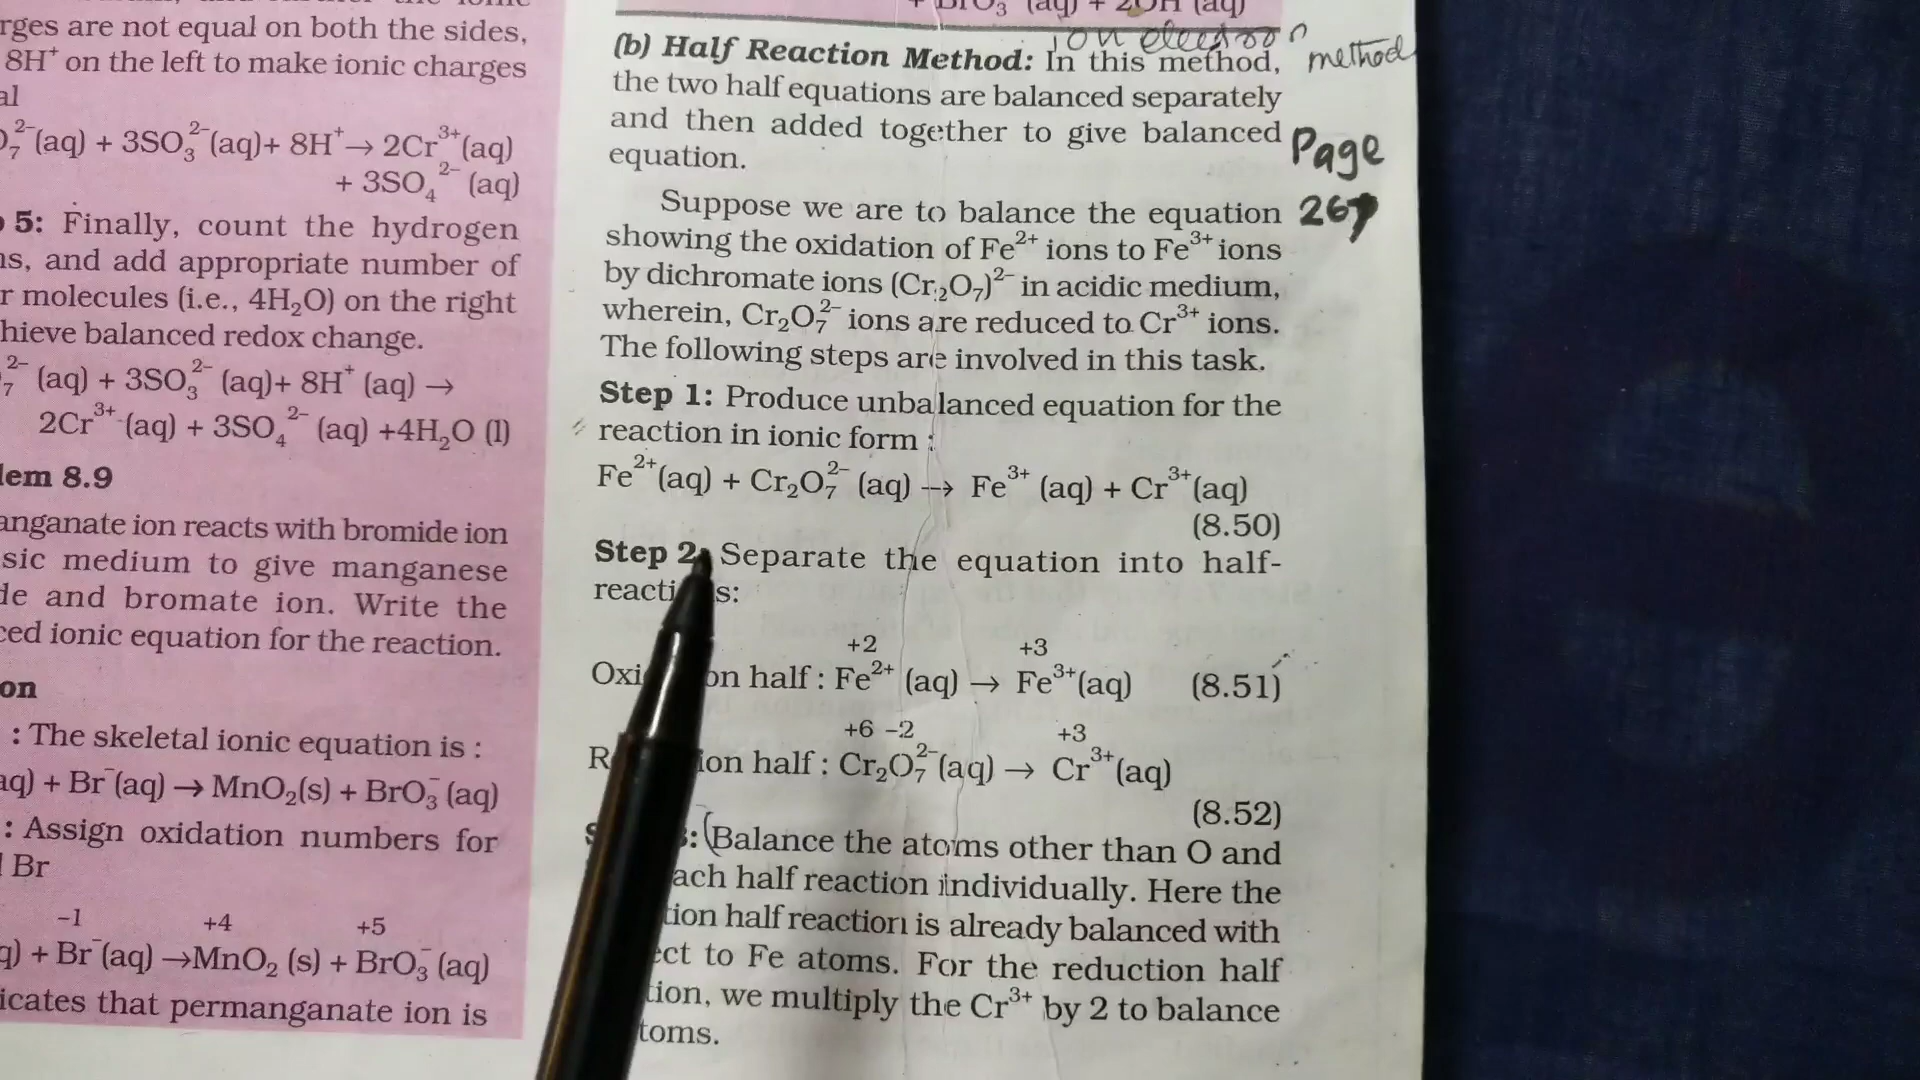 rges are not equal on both the sides,
8H⁺ on the left to make ionic charges
al
₇²⁻(aq) + 3SO₃²⁻(aq)+ 8H⁺→ 2Cr³⁺(aq)
+ 3SO₄²⁻ (aq)
5: Finally, count the hydrogen
ns, and add appropriate number of
r molecules (i.e., 4H₂O) on the right
hieve balanced redox change.
₇²⁻ (aq) + 3SO₃²⁻ (aq)+ 8H⁺ (aq) →
2Cr³⁺ (aq) + 3SO₄²⁻ (aq) +4H₂O (l)
lem 8.9
anganate ion reacts with bromide ion
sic medium to give manganese
de and bromate ion. Write the
ced ionic equation for the reaction.
on
: The skeletal ionic equation is :
aq) + Br⁻(aq) → MnO₂(s) + BrO₃⁻(aq)
: Assign oxidation numbers for
Br
–1 +4 +5
q) + Br⁻(aq) →MnO₂ (s) + BrO₃⁻(aq)
icates that permanganate ion is
+ BrO₃⁻ (aq) + 2OH⁻(aq)
ion electron method
(b) Half Reaction Method: In this method,
the two half equations are balanced separately
and then added together to give balanced
equation.
Page
267
Suppose we are to balance the equation
showing the oxidation of Fe²⁺ ions to Fe³⁺ ions
by dichromate ions (Cr₂O₇)²⁻ in acidic medium,
wherein, Cr₂O₇²⁻ ions are reduced to Cr³⁺ ions.
The following steps are involved in this task.
Step 1: Produce unbalanced equation for the
reaction in ionic form :
Fe²⁺(aq) + Cr₂O₇²⁻ (aq) → Fe³⁺ (aq) + Cr³⁺(aq)
(8.50)
Step 2: Separate the equation into half-
reacti s:
+2 +3
Oxi on half : Fe²⁺ (aq) → Fe³⁺(aq) (8.51)
+6 –2 +3
R ion half : Cr₂O₇²⁻(aq) → Cr³⁺(aq)
(8.52)
: (Balance the atoms other than O and
ach half reaction individually. Here the
tion half reaction is already balanced with
ect to Fe atoms. For the reduction half
tion, we multiply the Cr³⁺ by 2 to balance
toms.